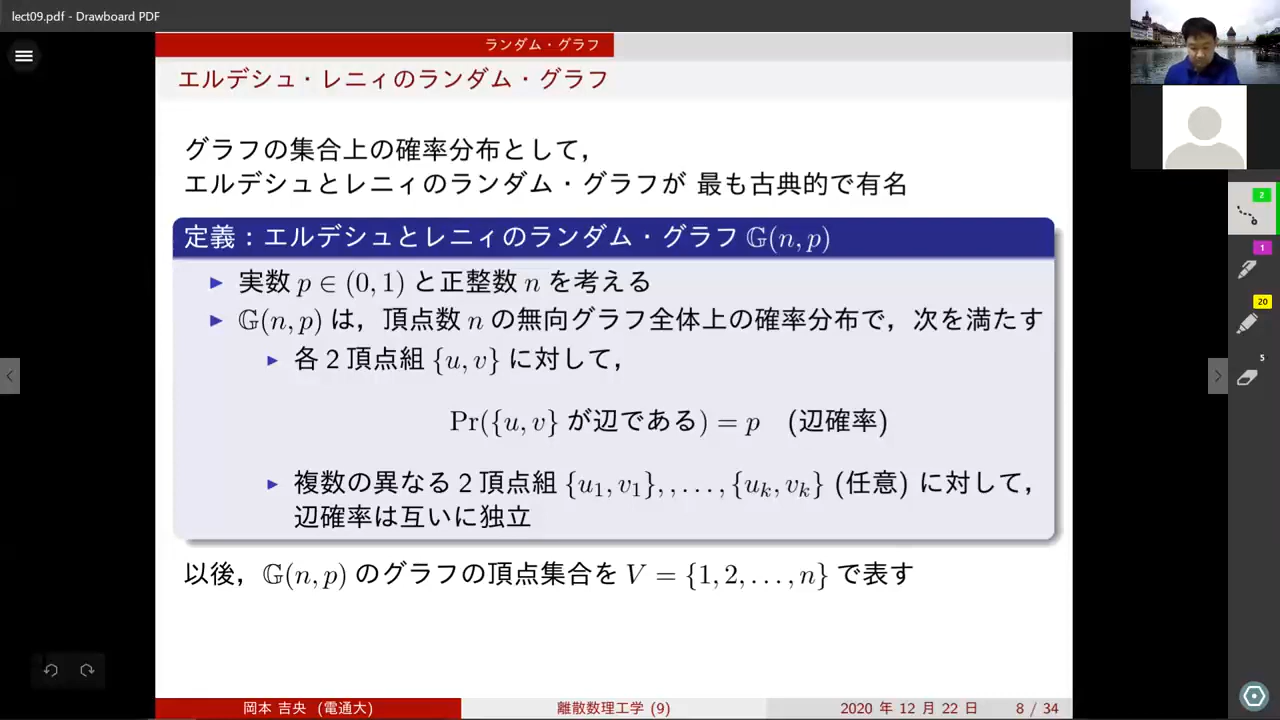 lect09.pdf - Drawboard PDF
ランダム・グラフ
エルデシュ・レニィのランダム・グラフ
グラフの集合上の確率分布として，
エルデシュとレニィのランダム・グラフが 最も古典的で有名
定義：エルデシュとレニィのランダム・グラフ 𝔾(n, p)
▶ 実数 p ∈ (0, 1) と正整数 n を考える
▶ 𝔾(n, p) は，頂点数 n の無向グラフ全体上の確率分布で，次を満たす
▶ 各 2 頂点組 {u, v} に対して，
Pr({u, v} が辺である) = p (辺確率)
▶ 複数の異なる 2 頂点組 {u₁, v₁}, , . . . , {uₖ, vₖ} (任意) に対して，
辺確率は互いに独立
以後，𝔾(n, p) のグラフの頂点集合を V = {1, 2, . . . , n} で表す
岡本 吉央 (電通大)
離散数理工学 (9)
2020 年 12 月 22 日
8 / 34
2
1
20
5